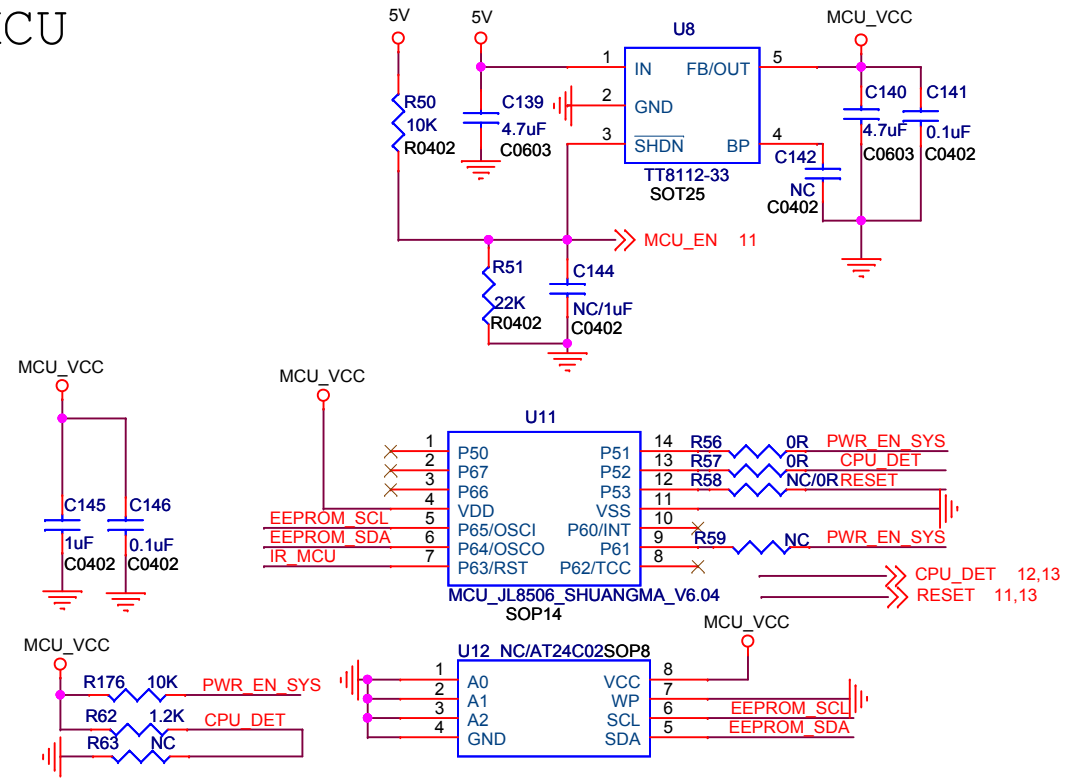 MCU
5V
5V
U8
MCU_VCC
1 IN FB/OUT 5
2 GND
3 SHDN BP 4
R50
10K
R0402
C139
4.7uF
C0603
TT8112-33
SOT25
C140
4.7uF
C0603
C141
0.1uF
C0402
C142
NC
C0402
MCU_EN 11
R51
22K
R0402
C144
NC/1uF
C0402
MCU_VCC
C145
1uF
C0402
C146
0.1uF
C0402
MCU_VCC
U11
1 P50 P51 14 R56 0R PWR_EN_SYS
2 P67 P52 13 R57 0R CPU_DET
3 P66 P53 12 R58 NC/0R RESET
4 VDD VSS 11
EEPROM_SCL 5 P65/OSCI P60/INT 10
EEPROM_SDA 6 P64/OSCO P61 9 R59 NC PWR_EN_SYS
IR_MCU 7 P63/RST P62/TCC 8
MCU_JL8506_SHUANGMA_V6.04
SOP14
CPU_DET 12,13
RESET 11,13
MCU_VCC
R176 10K PWR_EN_SYS
R62 1.2K CPU_DET
R63 NC
MCU_VCC
U12 NC/AT24C02 SOP8
1 A0 VCC 8
2 A1 WP 7
3 A2 SCL 6 EEPROM_SCL
4 GND SDA 5 EEPROM_SDA